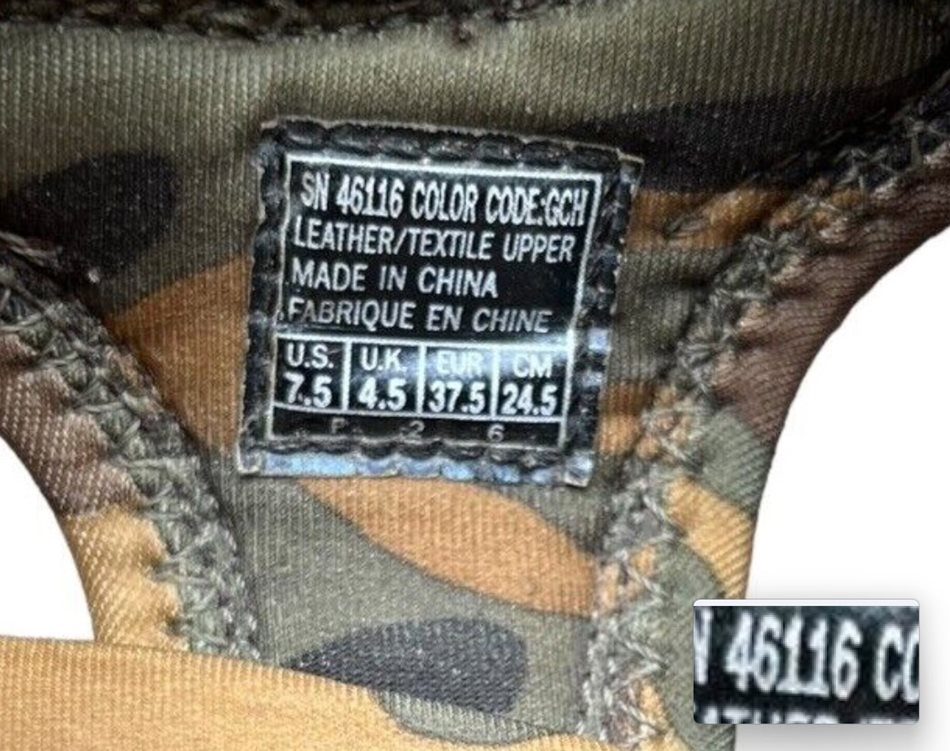 SN 46116 COLOR CODE:GCH
LEATHER/TEXTILE UPPER
MADE IN CHINA
FABRIQUE EN CHINE
U.S. U.K. EUR CM
7.5 4.5 37.5 24.5
P 2 6
46116